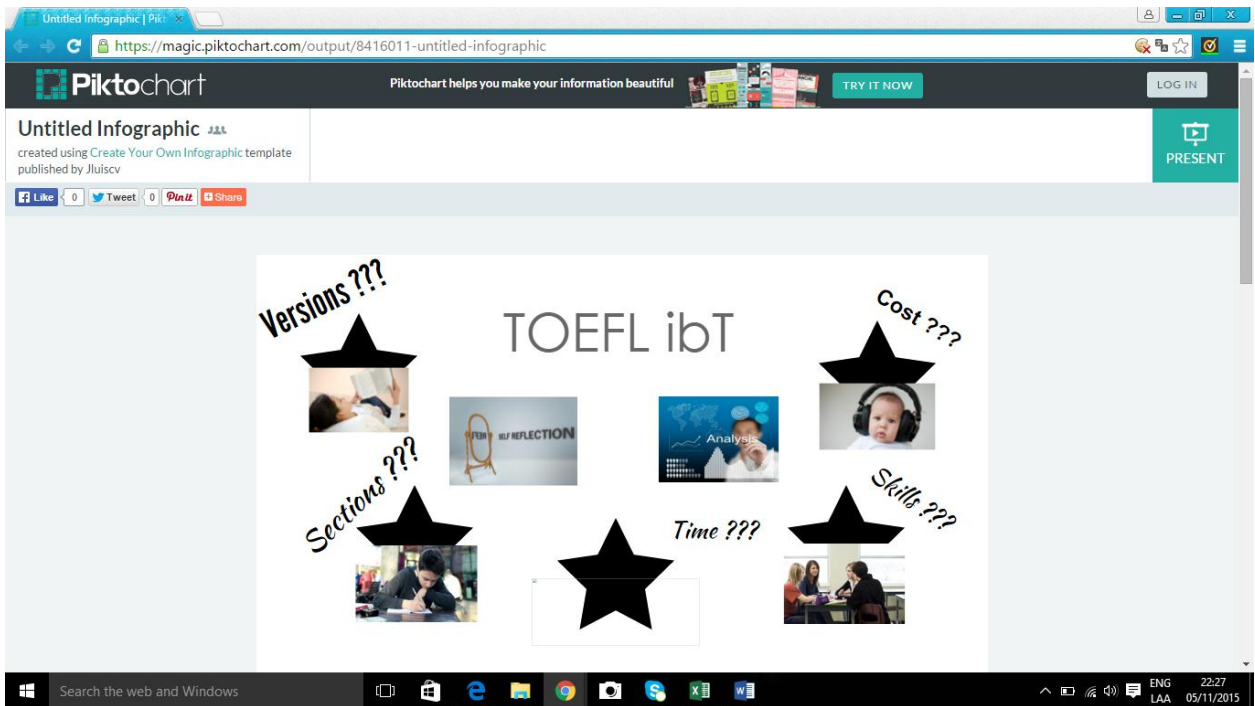 Untitled Infographic | Pikt
https://magic.piktochart.com/output/8416011-untitled-infographic
Piktochart
Piktochart helps you make your information beautiful
TRY IT NOW
LOG IN
Untitled Infographic
created using Create Your Own Infographic template
published by Jluiscv
PRESENT
Like 0 Tweet 0 Pin it Share
Versions ???
TOEFL ibT
Cost ???
SELF REFLECTION
Analysis
Sections ???
Time ???
Skills ???
Search the web and Windows
ENG 22:27
LAA 05/11/2015